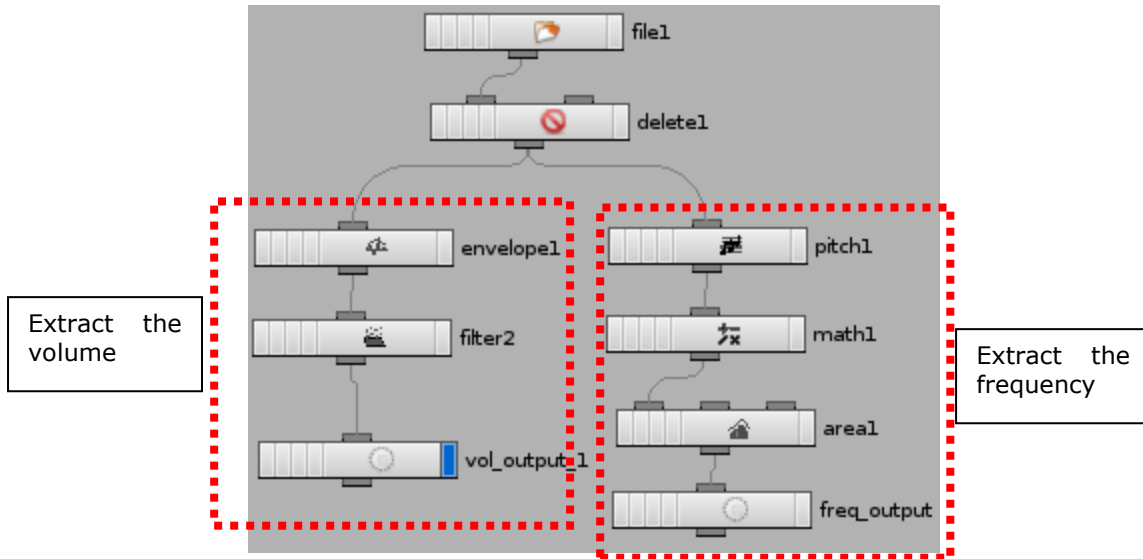 file1
delete1
envelope1
pitch1
Extract the
volume
filter2
math1
Extract the
frequency
area1
vol_output_1
freq_output